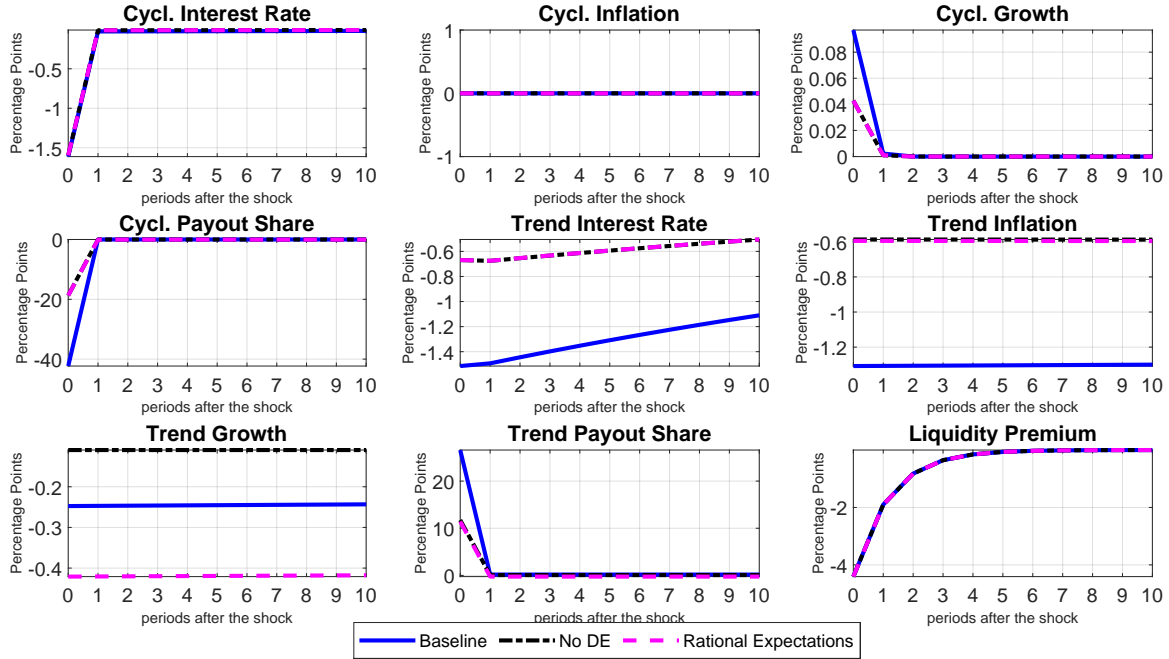 Cycl. Interest Rate
Percentage Points
-0.5
-1
-1.5
0 1 2 3 4 5 6 7 8 9 10
periods after the shock
Cycl. Inflation
Percentage Points
1
0
-1
0 1 2 3 4 5 6 7 8 9 10
periods after the shock
Cycl. Growth
Percentage Points
0.08
0.06
0.04
0.02
0
0 1 2 3 4 5 6 7 8 9 10
periods after the shock
Cycl. Payout Share
Percentage Points
0
-20
-40
0 1 2 3 4 5 6 7 8 9 10
periods after the shock
Trend Interest Rate
Percentage Points
-0.6
-0.8
-1
-1.2
-1.4
0 1 2 3 4 5 6 7 8 9 10
periods after the shock
Trend Inflation
Percentage Points
-0.6
-0.8
-1
-1.2
0 1 2 3 4 5 6 7 8 9 10
periods after the shock
Trend Growth
Percentage Points
-0.2
-0.3
-0.4
0 1 2 3 4 5 6 7 8 9 10
periods after the shock
Trend Payout Share
Percentage Points
20
10
0
0 1 2 3 4 5 6 7 8 9 10
periods after the shock
Liquidity Premium
Percentage Points
-2
-4
0 1 2 3 4 5 6 7 8 9 10
periods after the shock
Baseline No DE Rational Expectations